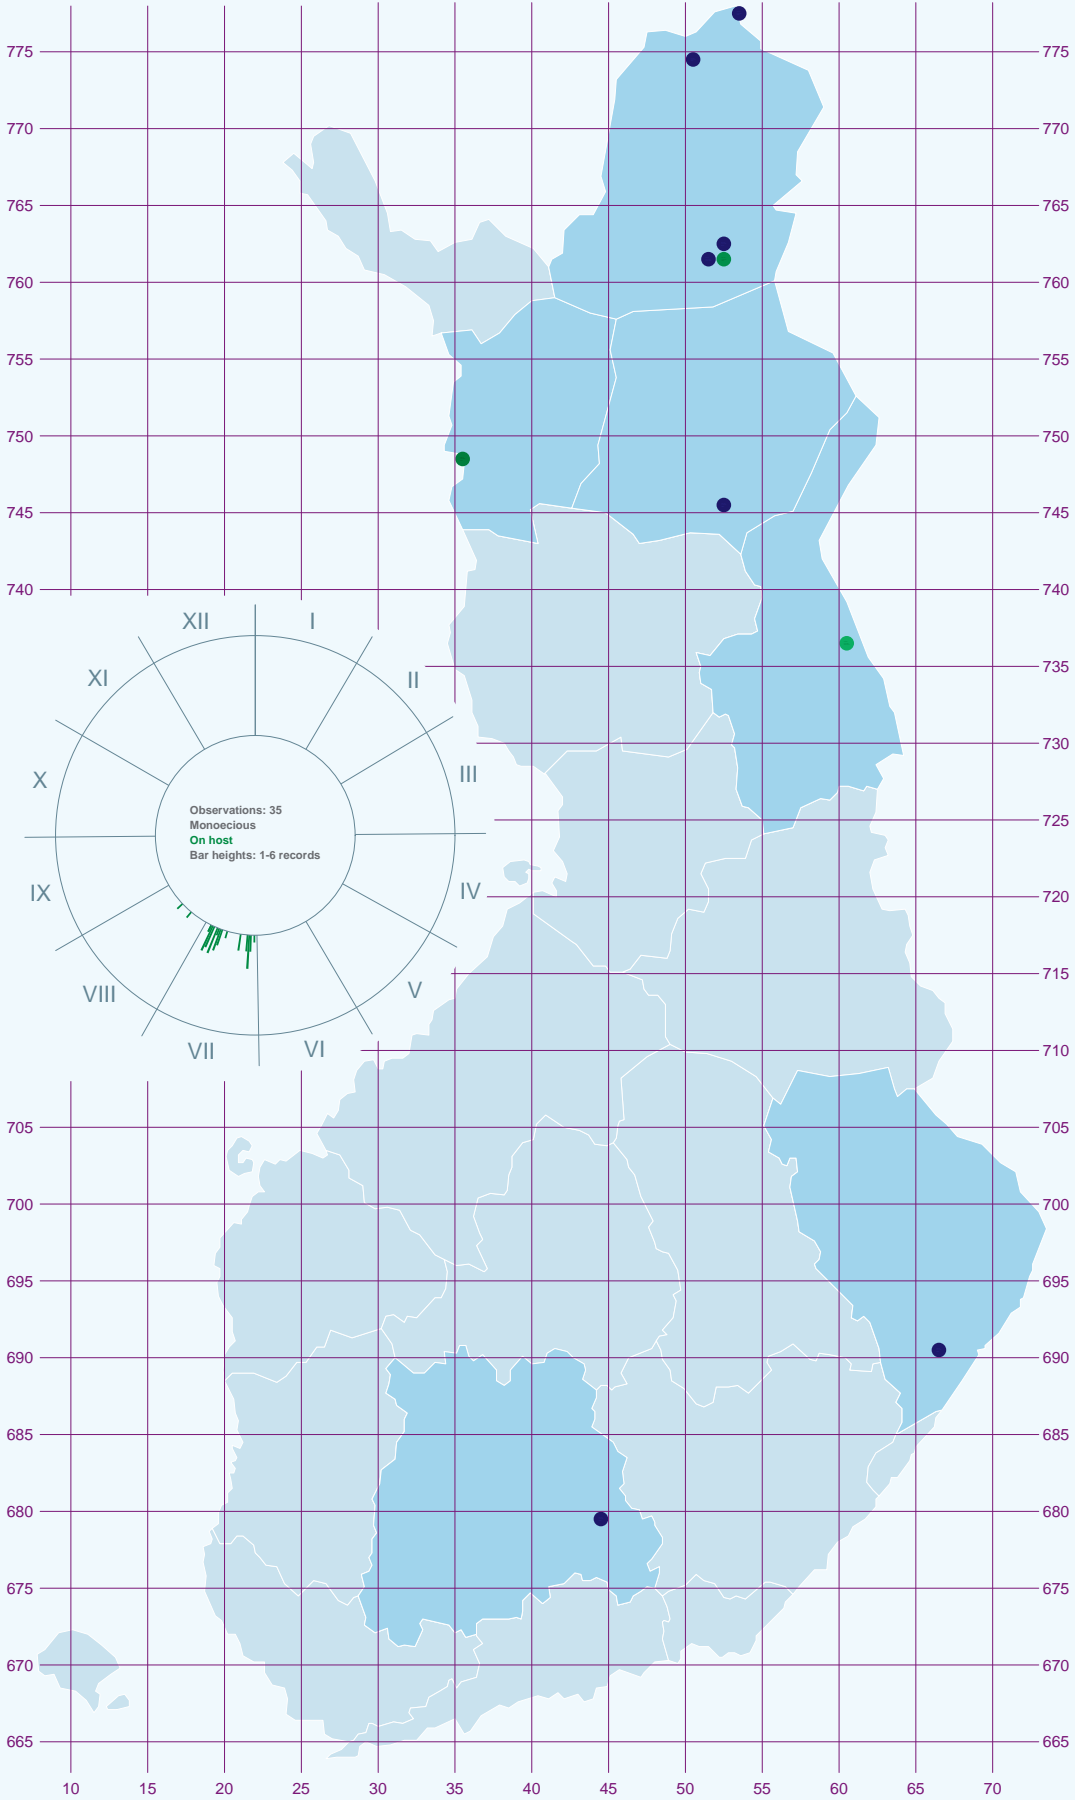 775 775
770 770
765 765
760 760
755 755
750 750
745 745
740 740
XII I
XI II
735
730
X III
Observations: 35
Monoecious
On host
Bar heights: 1-6 records
725
IX IV
720
VIII V
715
VII VI
710
705 705
700 700
695 695
690 690
685 685
680 680
675 675
670 670
665 665
10 15 20 25 30 35 40 45 50 55 60 65 70